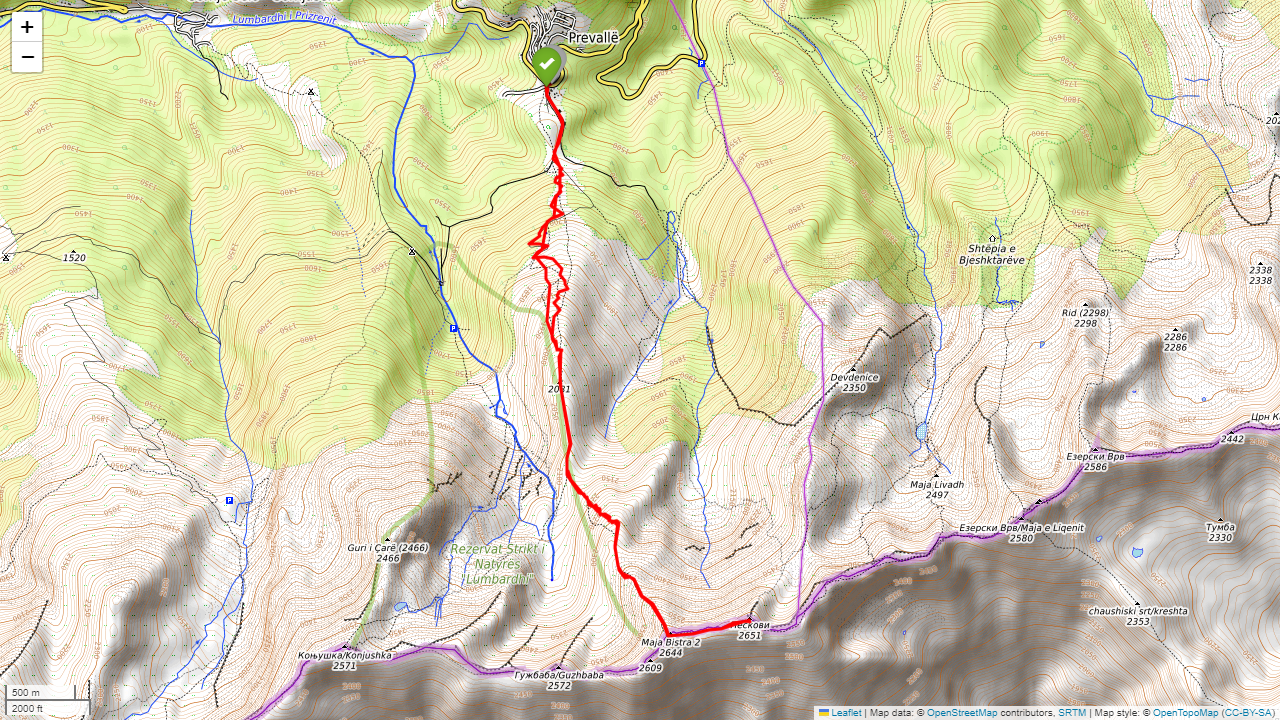 +
−
Lumbardhi i Prizrenit
Prevallë
P
1520
Shtëpia e
Bjeshktarëve
2338
2338
Rid (2298)
2298
2286
2286
P
Devdenice
2350
2081
2442
Езерски Врв
2586
Maja Livadh
2497
P
Езерски Врв/Maja e Liqenit
2580
Тумба
2330
Guri i Çarë (2466)
2466
Rezervat Strikt i
Natyrës
"Lumbardhi"
chaushiski srt/kreshta
2353
2651
Maja Bistra 2
2644
Коњушка/Konjushka
2571
2609
Гужбаба/Guzhbaba
2572
500 m
2000 ft
Leaflet | Map data: © OpenStreetMap contributors, SRTM | Map style: © OpenTopoMap (CC-BY-SA)